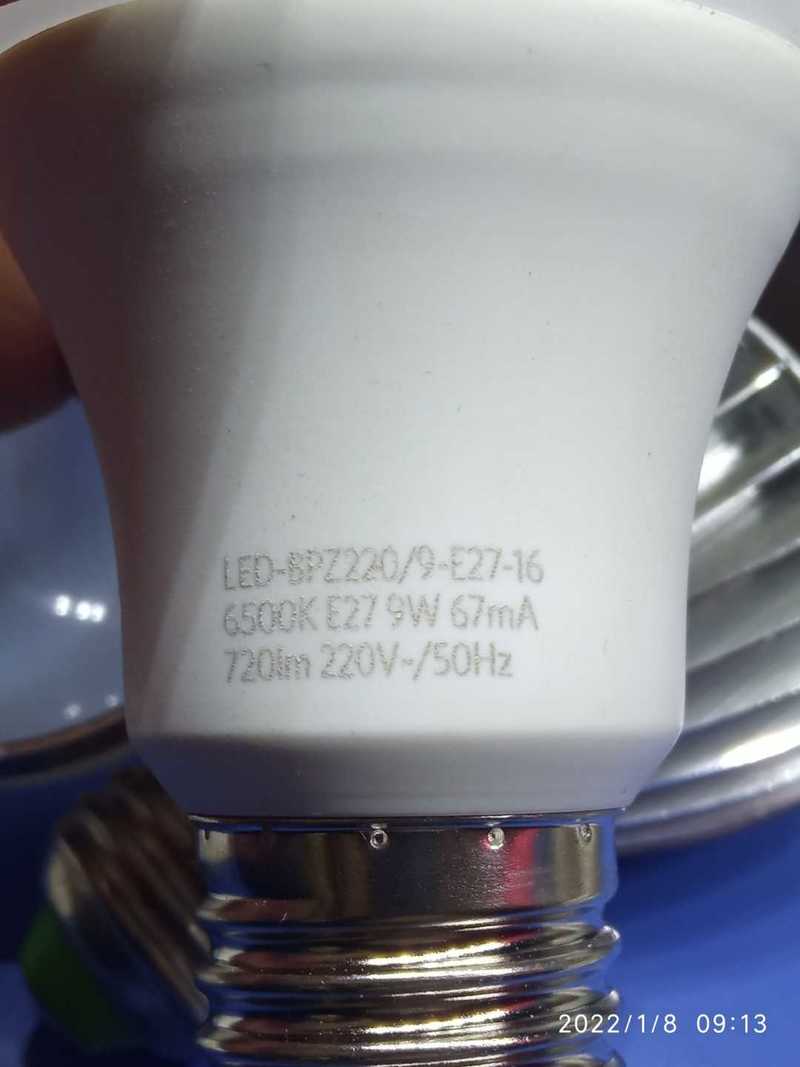 LED-BPZ220/9-E27-16
6500K E27 9W 67mA
720lm 220V~/50Hz
2022/1/8 09:13